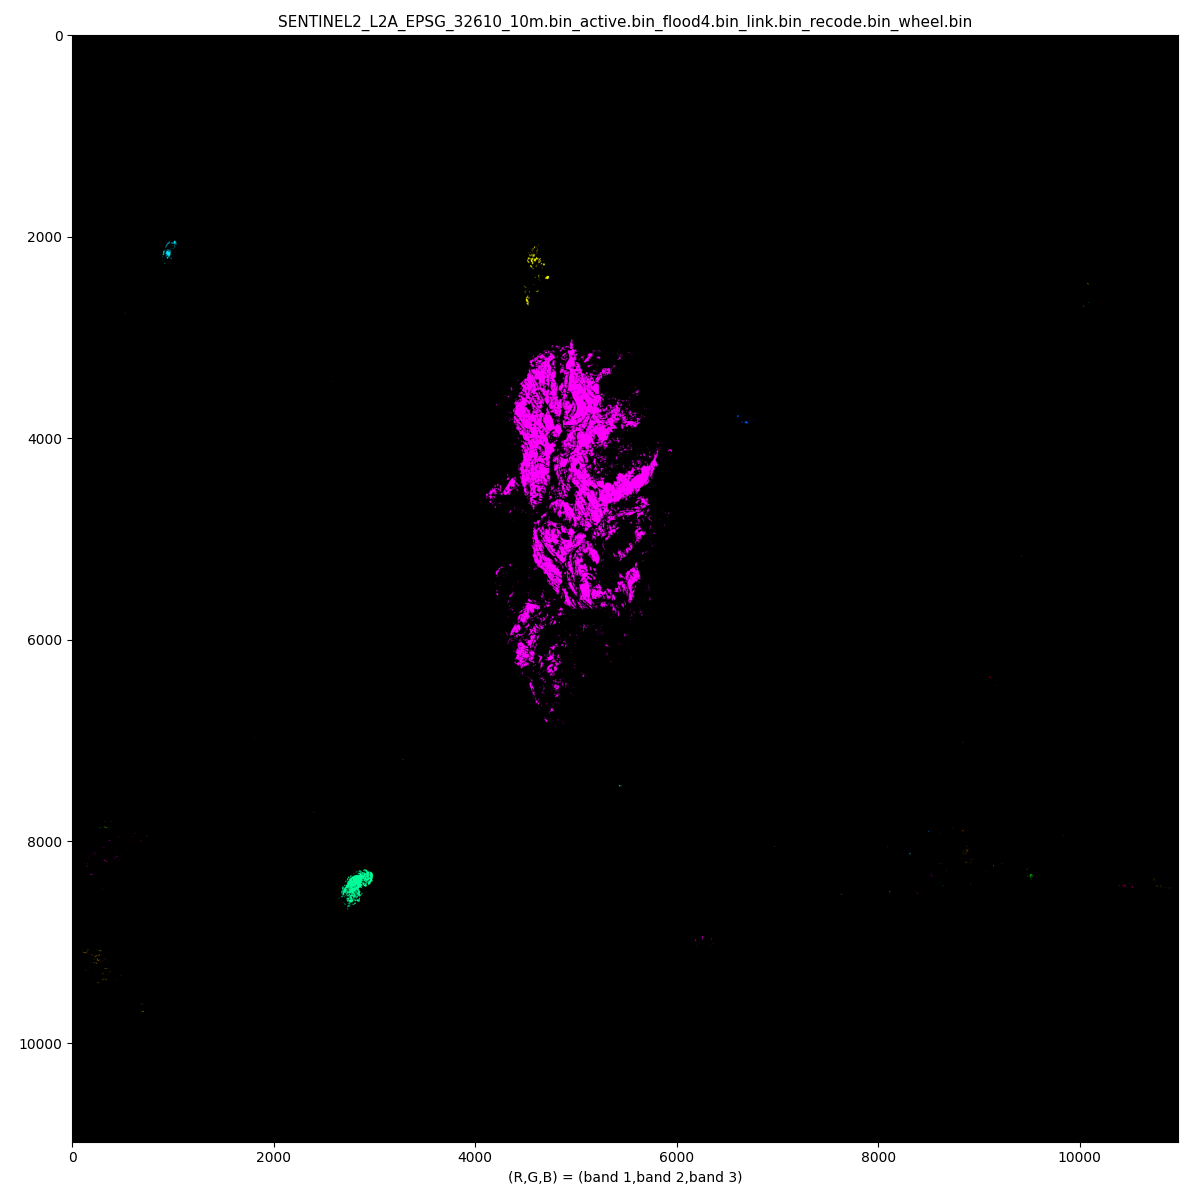 SENTINEL2_L2A_EPSG_32610_10m.bin_active.bin_flood4.bin_link.bin_recode.bin_wheel.bin
0
2000
4000
6000
8000
10000
0 2000 4000 6000 8000 10000
(R,G,B) = (band 1,band 2,band 3)